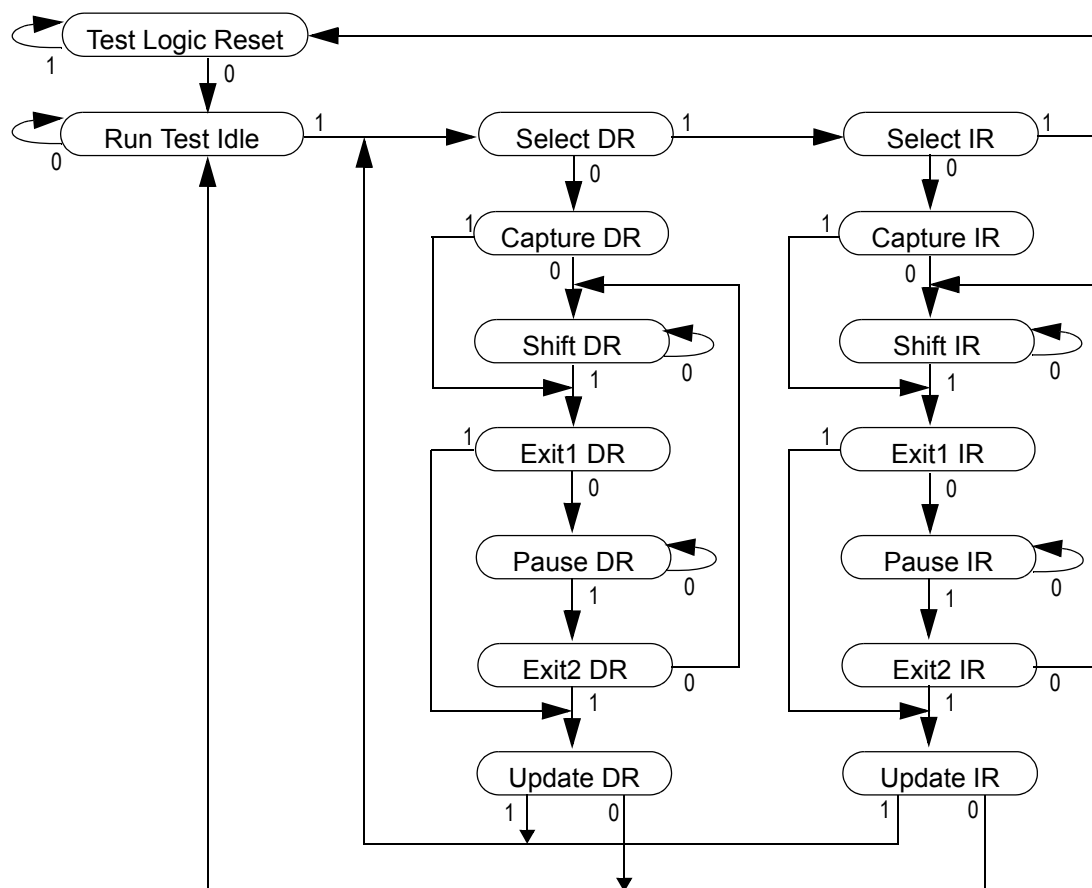 Test Logic Reset
1
0
Run Test Idle
1
0
Select DR
1
0
Select IR
1
0
Capture DR
1
0
Capture IR
1
0
Shift DR
0
1
Shift IR
0
1
Exit1 DR
1
0
Exit1 IR
1
0
Pause DR
0
1
Pause IR
0
1
Exit2 DR
0
1
Exit2 IR
0
1
Update DR
1
0
Update IR
1
0